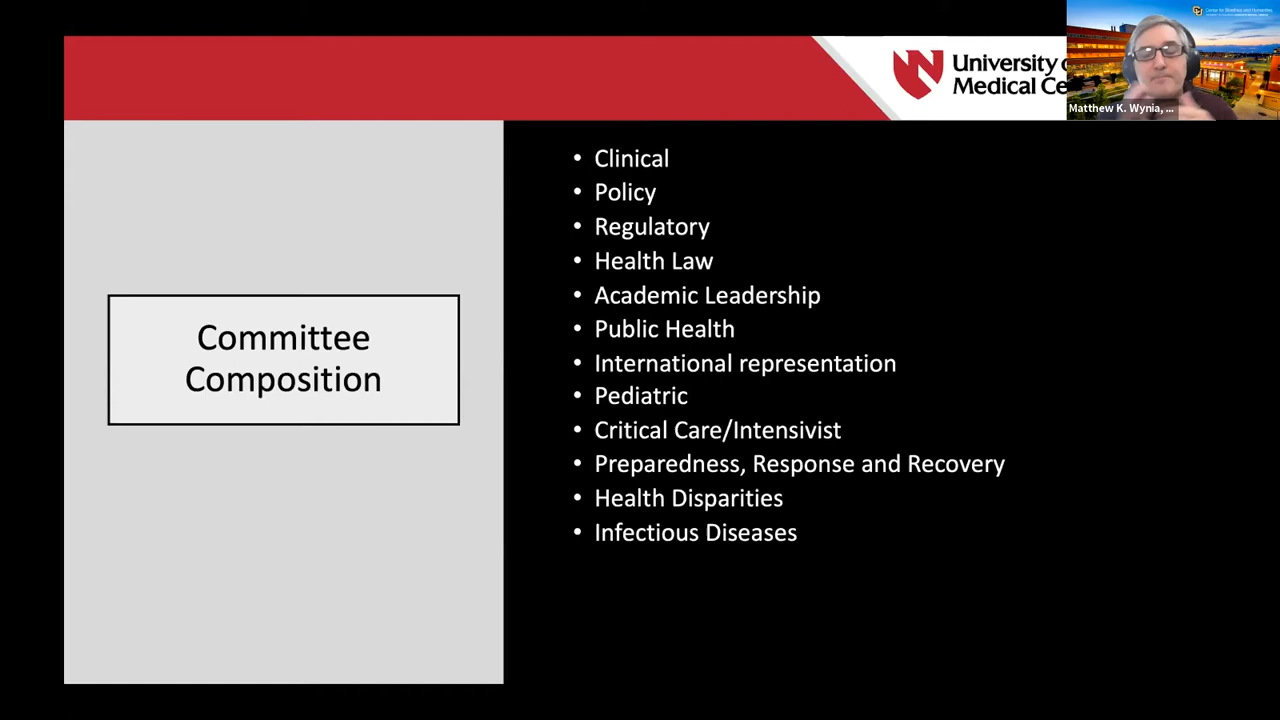 University
Medical Ce
Matthew K. Wynia, ...
Committee
Composition
• Clinical
• Policy
• Regulatory
• Health Law
• Academic Leadership
• Public Health
• International representation
• Pediatric
• Critical Care/Intensivist
• Preparedness, Response and Recovery
• Health Disparities
• Infectious Diseases